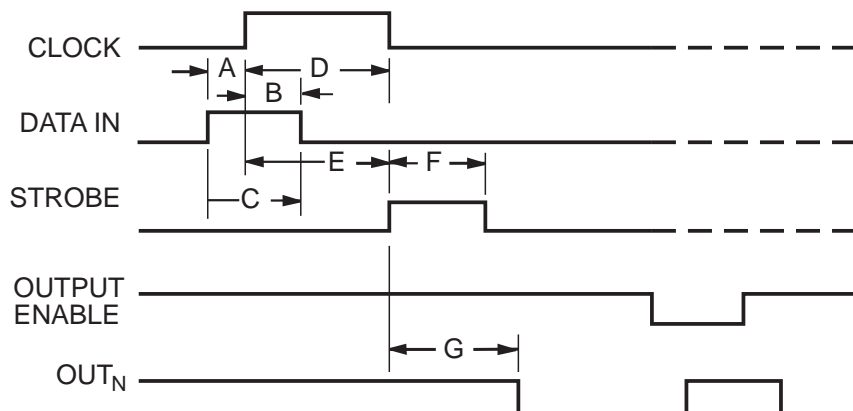 CLOCK
A D
B
DATA IN
E F
C
STROBE
OUTPUT
ENABLE
G
OUTN